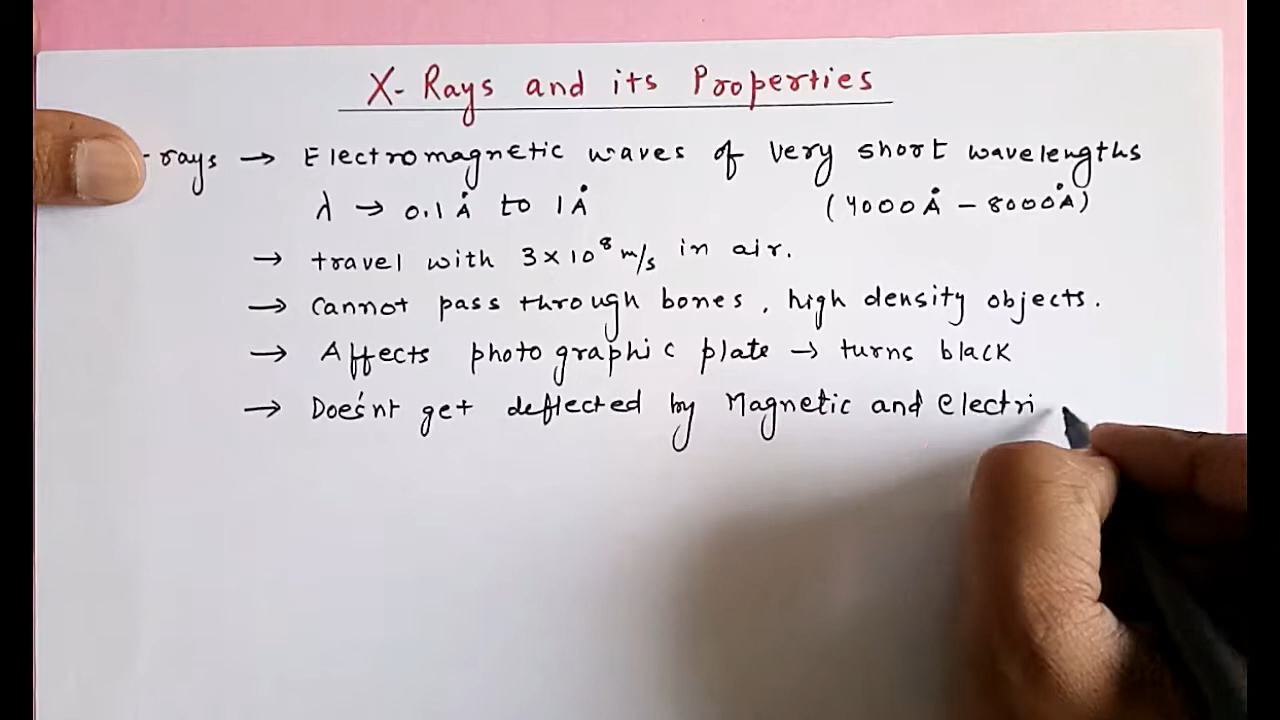 X-Rays and its Properties
-rays → Electromagnetic waves of very short wavelengths
λ → 0.1 Å to 1 Å (4000 Å - 8000 Å)
→ travel with 3 × 10⁸ m/s in air.
→ cannot pass through bones, high density objects.
→ Affects photographic plate → turns black
→ Does'nt get deflected by Magnetic and electri